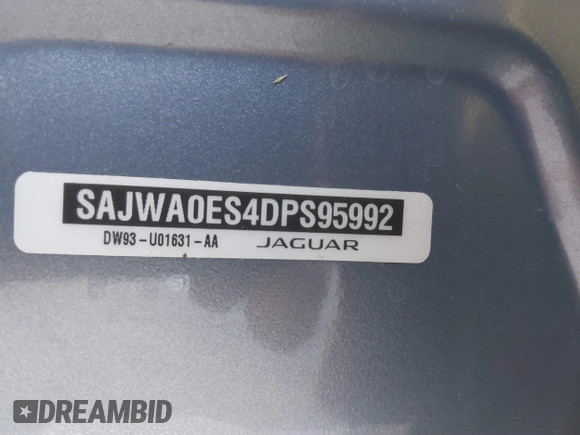 SAJWA0ES4DPS95992
DW93-U01631-AA JAGUAR
DREAMBID